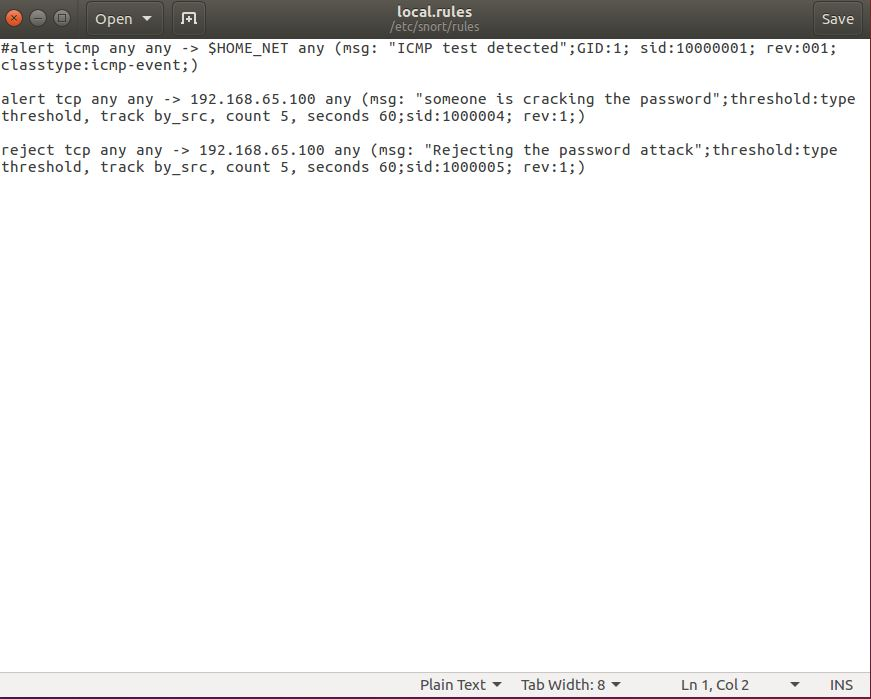 Open
local.rules
/etc/snort/rules
Save
#alert icmp any any -> $HOME_NET any (msg: "ICMP test detected";GID:1; sid:10000001; rev:001;
classtype:icmp-event;)
alert tcp any any -> 192.168.65.100 any (msg: "someone is cracking the password";threshold:type
threshold, track by_src, count 5, seconds 60;sid:1000004; rev:1;)
reject tcp any any -> 192.168.65.100 any (msg: "Rejecting the password attack";threshold:type
threshold, track by_src, count 5, seconds 60;sid:1000005; rev:1;)
Plain Text Tab Width: 8 Ln 1, Col 2 INS